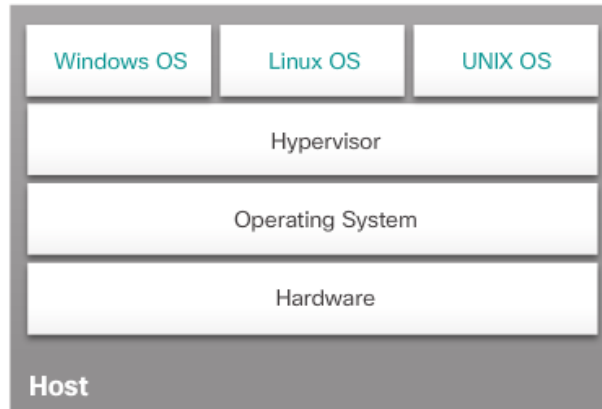 Windows OS
Linux OS
UNIX OS
Hypervisor
Operating System
Hardware
Host